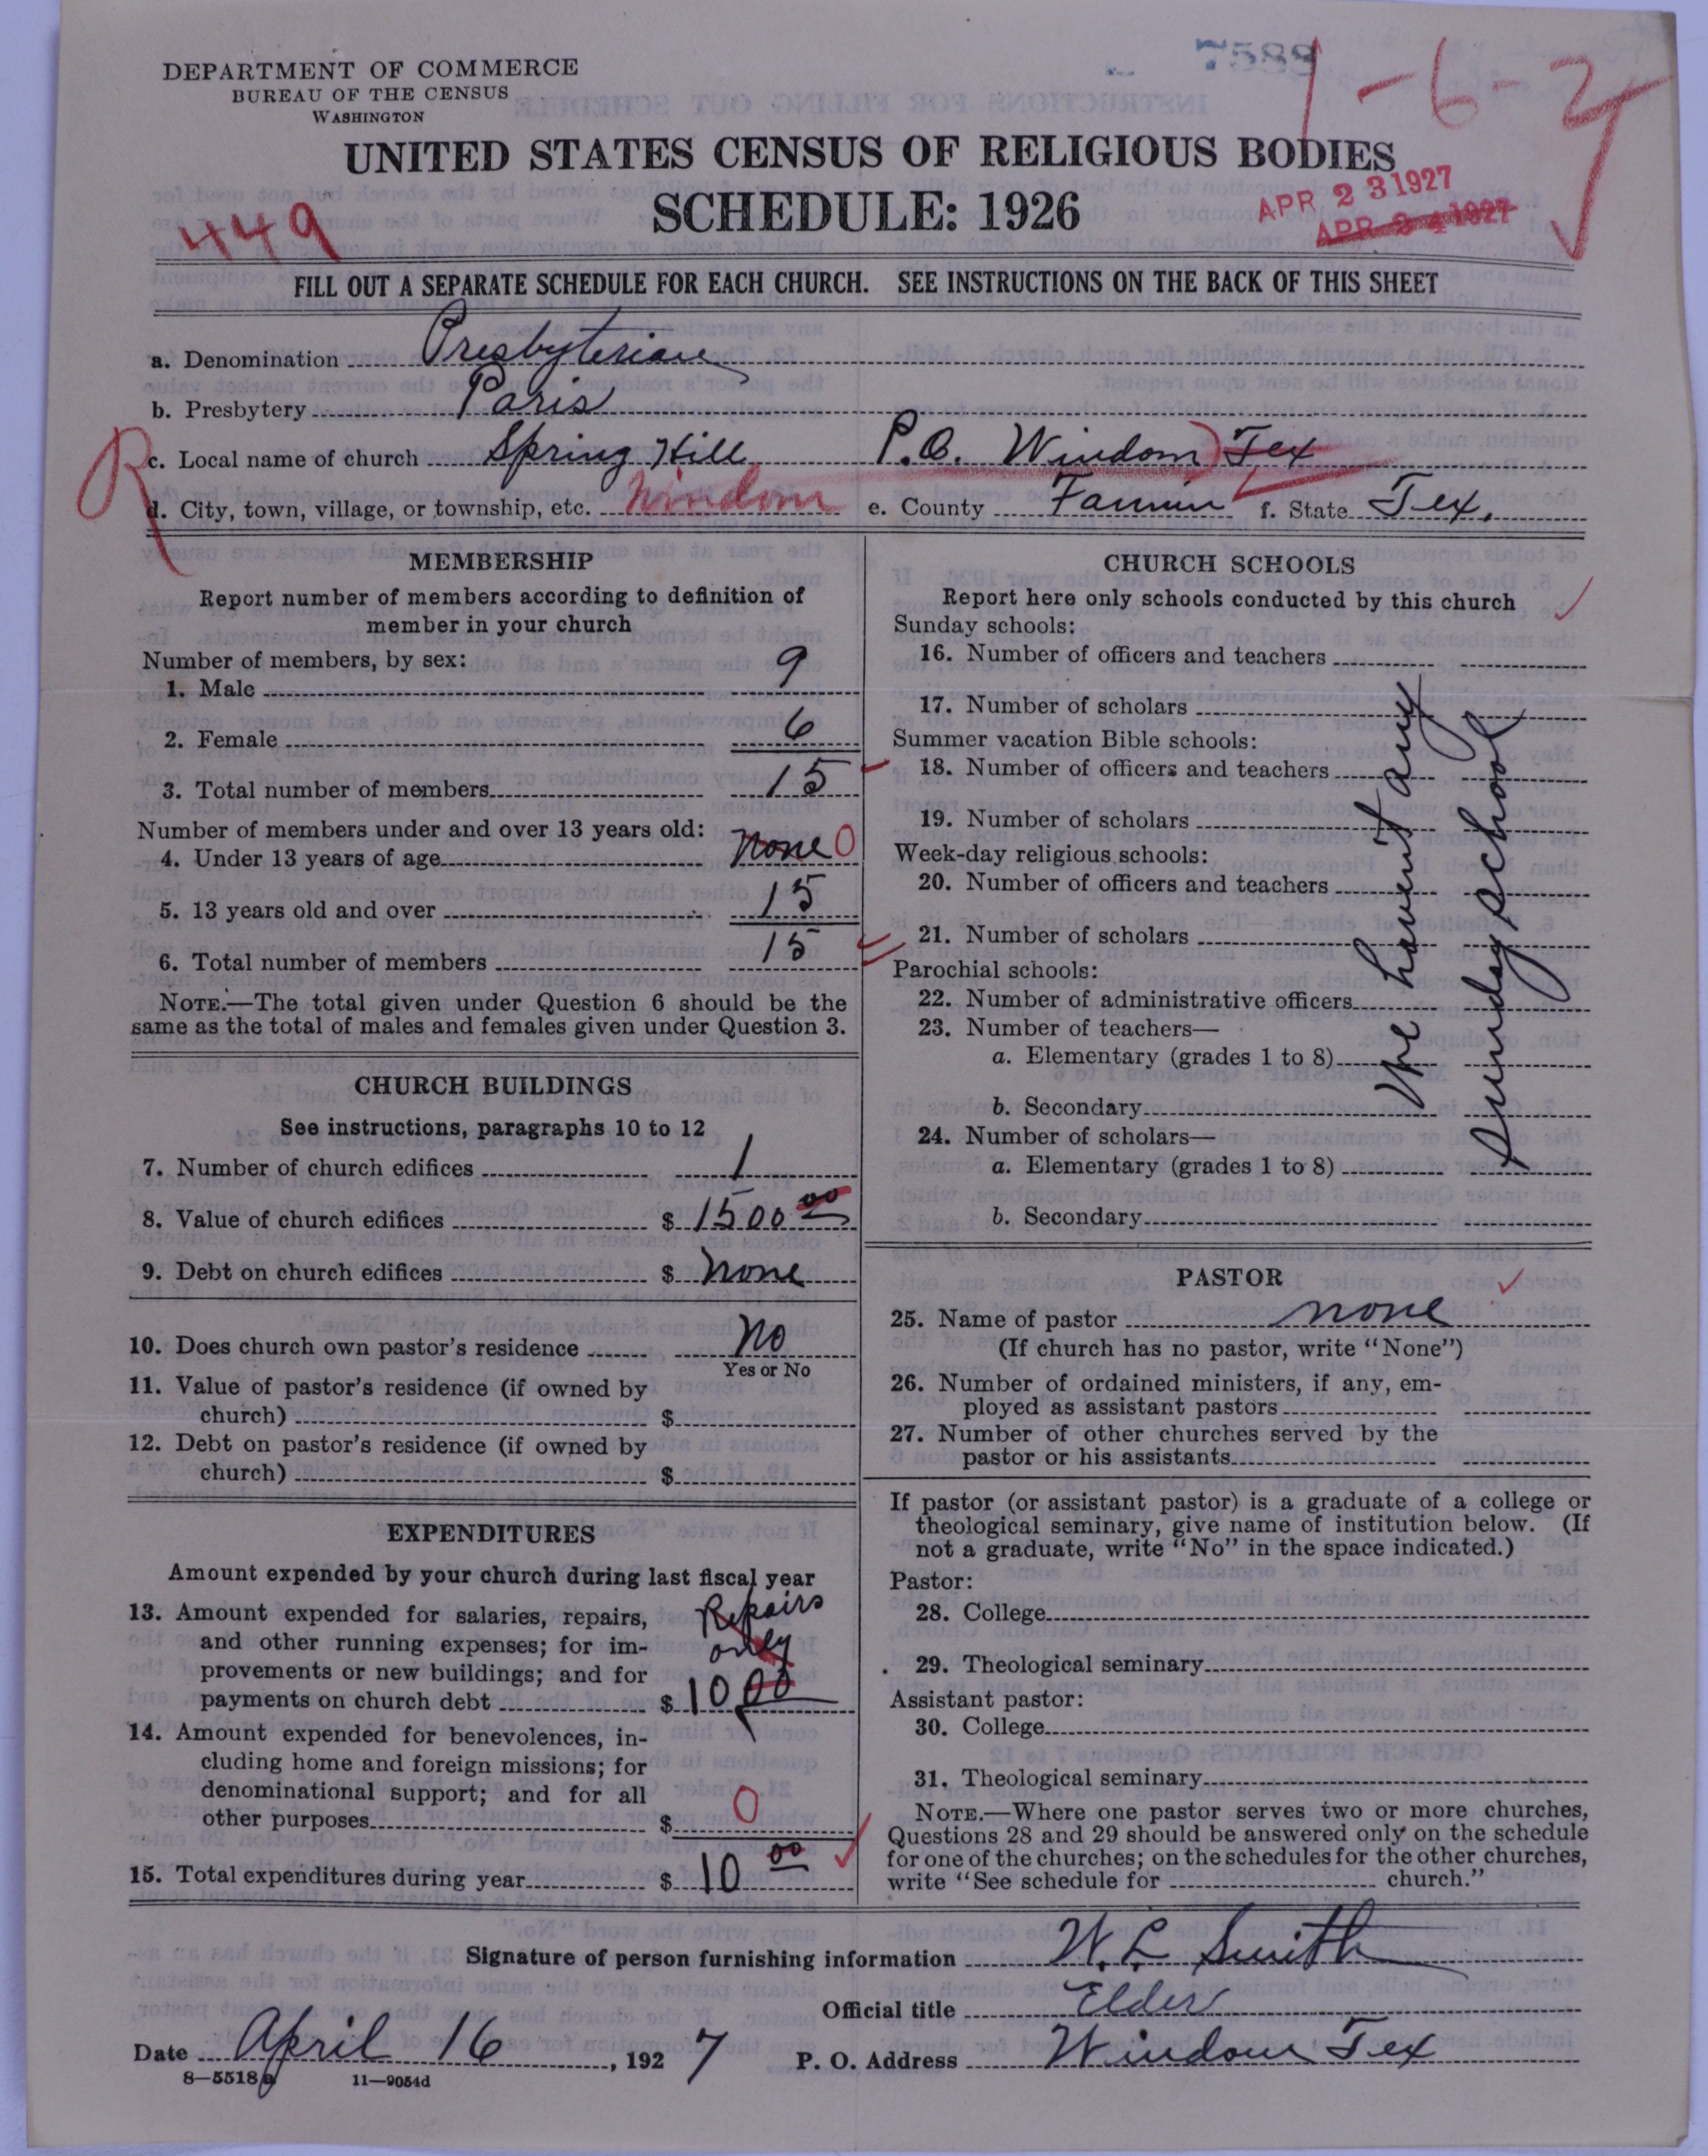 DEPARTMENT OF COMMERCE
BUREAU OF THE CENSUS
WASHINGTON
7588
1-6-2
UNITED STATES CENSUS OF RELIGIOUS BODIES
SCHEDULE: 1926
449
APR 23 1927
APR 24 1927
FILL OUT A SEPARATE SCHEDULE FOR EACH CHURCH. SEE INSTRUCTIONS ON THE BACK OF THIS SHEET
a. Denomination Presbyterian
b. Presbytery Paris
R
c. Local name of church Spring Hill P.O. Windom Tex
d. City, town, village, or township, etc. Windom e. County Fannin f. State Tex.
MEMBERSHIP
Report number of members according to definition of
member in your church
Number of members, by sex:
1. Male 9
2. Female 6
3. Total number of members 15
Number of members under and over 13 years old:
4. Under 13 years of age none 0
5. 13 years old and over 15
6. Total number of members 15
NOTE.—The total given under Question 6 should be the
same as the total of males and females given under Question 3.
CHURCH BUILDINGS
See instructions, paragraphs 10 to 12
7. Number of church edifices 1
8. Value of church edifices $ 1500 00
9. Debt on church edifices $ none
10. Does church own pastor's residence no
Yes or No
11. Value of pastor's residence (if owned by
church) $
12. Debt on pastor's residence (if owned by
church) $
EXPENDITURES
Amount expended by your church during last fiscal year
13. Amount expended for salaries, repairs, Repairs
and other running expenses; for im- only
provements or new buildings; and for
payments on church debt $ 10 00
14. Amount expended for benevolences, in-
cluding home and foreign missions; for
denominational support; and for all
other purposes $ 0
15. Total expenditures during year $ 10 00
CHURCH SCHOOLS
Report here only schools conducted by this church
Sunday schools:
16. Number of officers and teachers
17. Number of scholars
Summer vacation Bible schools:
18. Number of officers and teachers
19. Number of scholars
Week-day religious schools:
20. Number of officers and teachers
21. Number of scholars
Parochial schools:
22. Number of administrative officers
23. Number of teachers—
a. Elementary (grades 1 to 8)
b. Secondary
24. Number of scholars—
a. Elementary (grades 1 to 8)
b. Secondary
We havent any
Sunday school
PASTOR
25. Name of pastor none
(If church has no pastor, write "None")
26. Number of ordained ministers, if any, em-
ployed as assistant pastors
27. Number of other churches served by the
pastor or his assistants
If pastor (or assistant pastor) is a graduate of a college or
theological seminary, give name of institution below. (If
not a graduate, write "No" in the space indicated.)
Pastor:
28. College
29. Theological seminary
Assistant pastor:
30. College
31. Theological seminary
NOTE.—Where one pastor serves two or more churches,
Questions 28 and 29 should be answered only on the schedule
for one of the churches; on the schedules for the other churches,
write "See schedule for church."
Signature of person furnishing information W. L. Smith
Official title Elder
Date April 16, 1927 P. O. Address Windom Tex
8—5518a 11—9054d